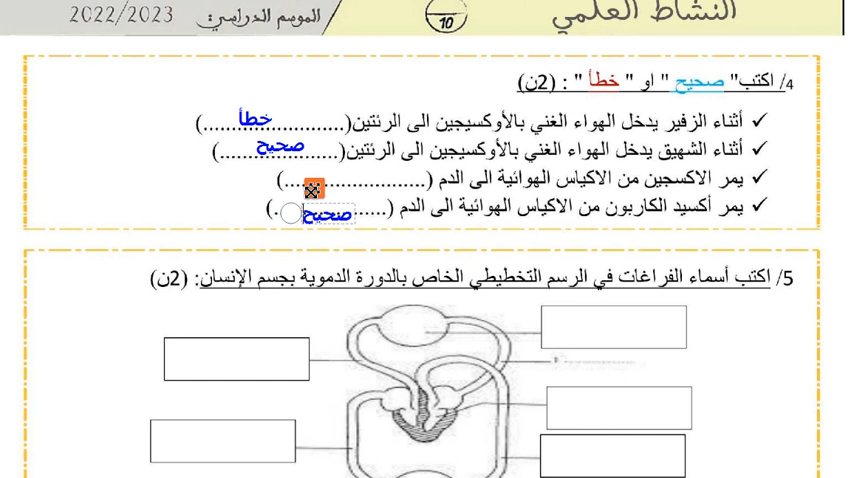 النشاط العلمي
10
الموسم الدراسي: 2022/2023
4/ اكتب" صحيح " او " خطأ " : (2ن)
✓ أثناء الزفير يدخل الهواء الغني بالأوكسيجين الى الرئتين(.........خطأ.........)
✓ أثناء الشهيق يدخل الهواء الغني بالأوكسيجين الى الرئتين(......صحيح......)
✓ يمر الاكسجين من الاكياس الهوائية الى الدم (.........................)
✓ يمر أكسيد الكاربون من الاكياس الهوائية الى الدم (......صحيح.)
5/ اكتب أسماء الفراغات في الرسم التخطيطي الخاص بالدورة الدموية بجسم الإنسان: (2ن)